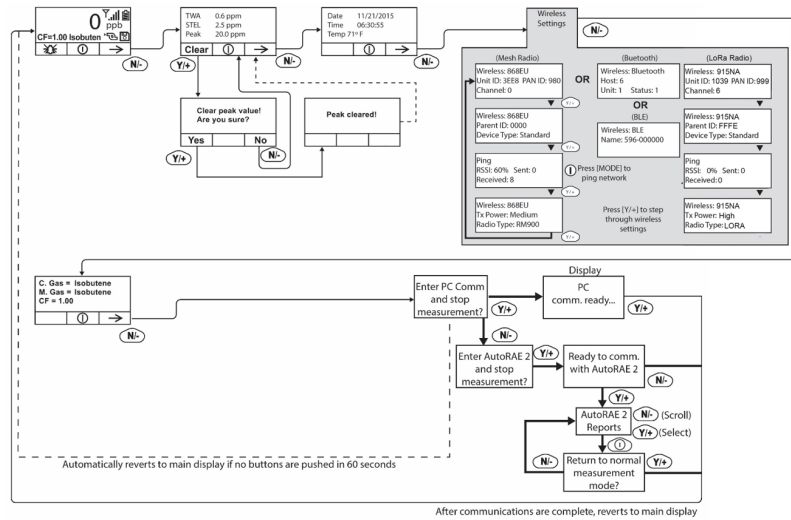 0 ppb
CF=1.00 Isobuten
N/-
TWA 0.6 ppm
STEL 2.5 ppm
Peak 20.0 ppm
Clear
Y/+
N/-
Date 11/21/2015
Time 06:30:55
Temp 71° F
N/-
Clear peak value!
Are you sure?
Yes No
Y/+
N/-
Peak cleared!
Wireless
Settings
N/-
(Mesh Radio)
Wireless: 868EU
Unit ID: 3EE8 PAN ID: 980
Channel: 0
Y/+
Wireless: 868EU
Parent ID: 0000
Device Type: Standard
Y/+
Ping
RSSI: 60% Sent: 0
Received: 8
Y/+
Wireless: 868EU
Tx Power: Medium
Radio Type: RM900
Y/+
OR
(Buetooth)
Wireless: Bluetooth
Host: 6
Unit: 1 Status: 1
OR
(BLE)
Wireless: BLE
Name: 596-000000
Press [MODE] to
ping network
Press [Y/+] to step
through wireless
settings
(LoRa Radio)
Wireless: 915NA
Unit ID: 1039 PAN ID:999
Channel: 6
Wireless: 915NA
Parent ID: FFFE
Device Type: Standard
Ping
RSSI: 0% Sent: 0
Received:0
Wireless: 915NA
Tx Power: High
Radio Type: LORA
C. Gas = Isobutene
M. Gas = Isobutene
CF = 1.00
N/-
Enter PC Comm
and stop
measurement?
Y/+
N/-
Display
PC
comm. ready...
Y/+
Enter AutoRAE 2
and stop
measurement?
Y/+
Ready to comm.
with AutoRAE 2
N/-
Y/+
AutoRAE 2
Reports
N/- (Scroll)
Y/+ (Select)
N/-
Return to normal
measurement
mode?
Y/+
Automatically reverts to main display if no buttons are pushed in 60 seconds
After communications are complete, reverts to main display